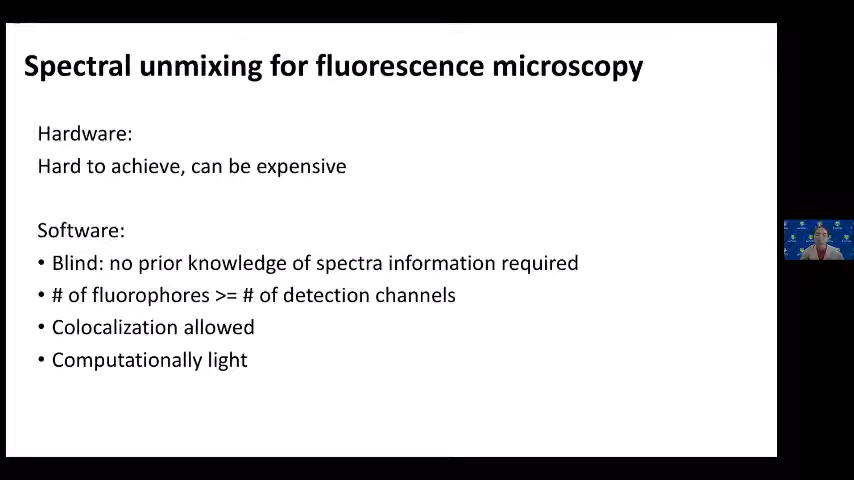 Spectral unmixing for fluorescence microscopy
Hardware:
Hard to achieve, can be expensive
Software:
• Blind: no prior knowledge of spectra information required
• # of fluorophores >= # of detection channels
• Colocalization allowed
• Computationally light